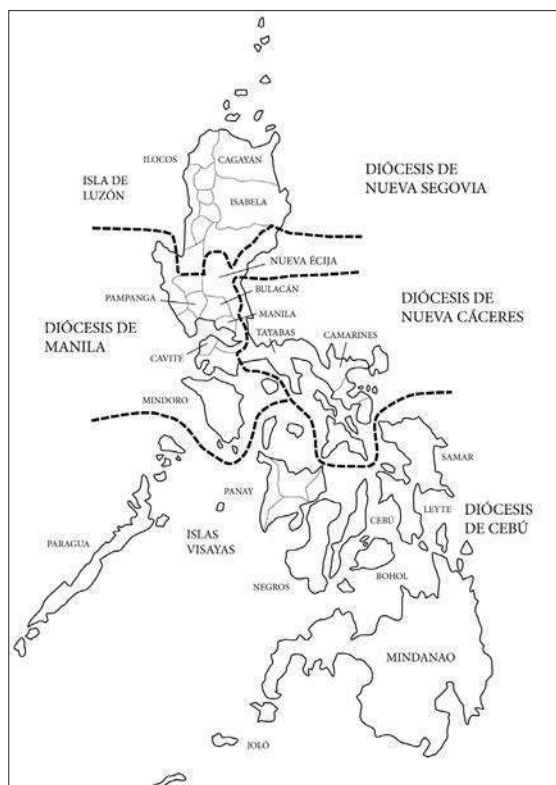 ILOCOS
CAGAYÁN
DIÓCESIS DE
NUEVA SEGOVIA
ISLA DE
LUZÓN
ISABELA
NUEVA ÉCIJA
BULACÁN
PAMPANGA
MANILA
DIÓCESIS DE
NUEVA CÁCERES
DIÓCESIS DE
MANILA
TAYABAS
CAMARINES
CAVITE
MINDORO
SAMAR
PANAY
CEBÚ
LEYTE
DIÓCESIS
DE CEBÚ
ISLAS
VISAYAS
PARAGUA
NEGROS
BOHOL
MINDANAO
JOLÓ